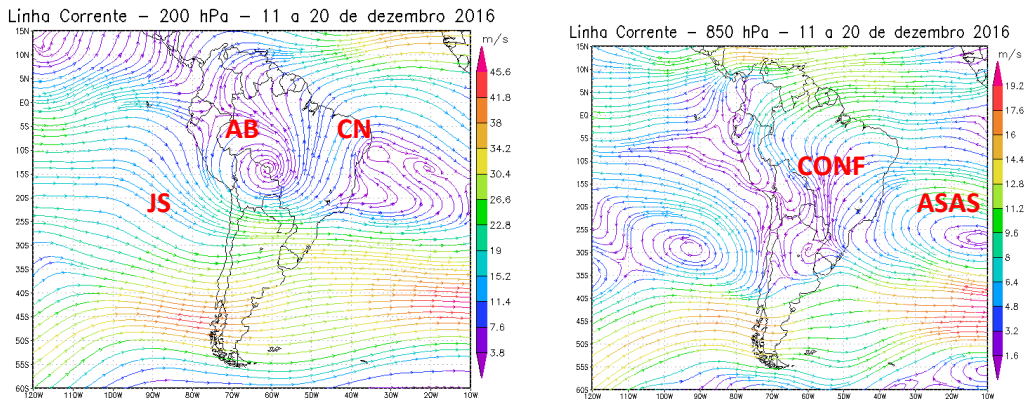 Linha Corrente - 200 hPa - 11 a 20 de dezembro 2016
m/s
15N
10N
5N
EQ
5S
10S
15S
20S
25S
30S
35S
40S
45S
50S
55S
60S
120W 110W 100W 90W 80W 70W 60W 50W 40W 30W 20W 10W
AB
CN
JS
45.6
41.8
38
34.2
30.4
26.6
22.8
19
15.2
11.4
7.6
3.8
Linha Corrente - 850 hPa - 11 a 20 de dezembro 2016
m/s
15N
10N
5N
EQ
5S
10S
15S
20S
25S
30S
35S
40S
45S
50S
55S
60S
120W 110W 100W 90W 80W 70W 60W 50W 40W 30W 20W 10W
CONF
ASAS
19.2
17.6
16
14.4
12.8
11.2
9.6
8
6.4
4.8
3.2
1.6